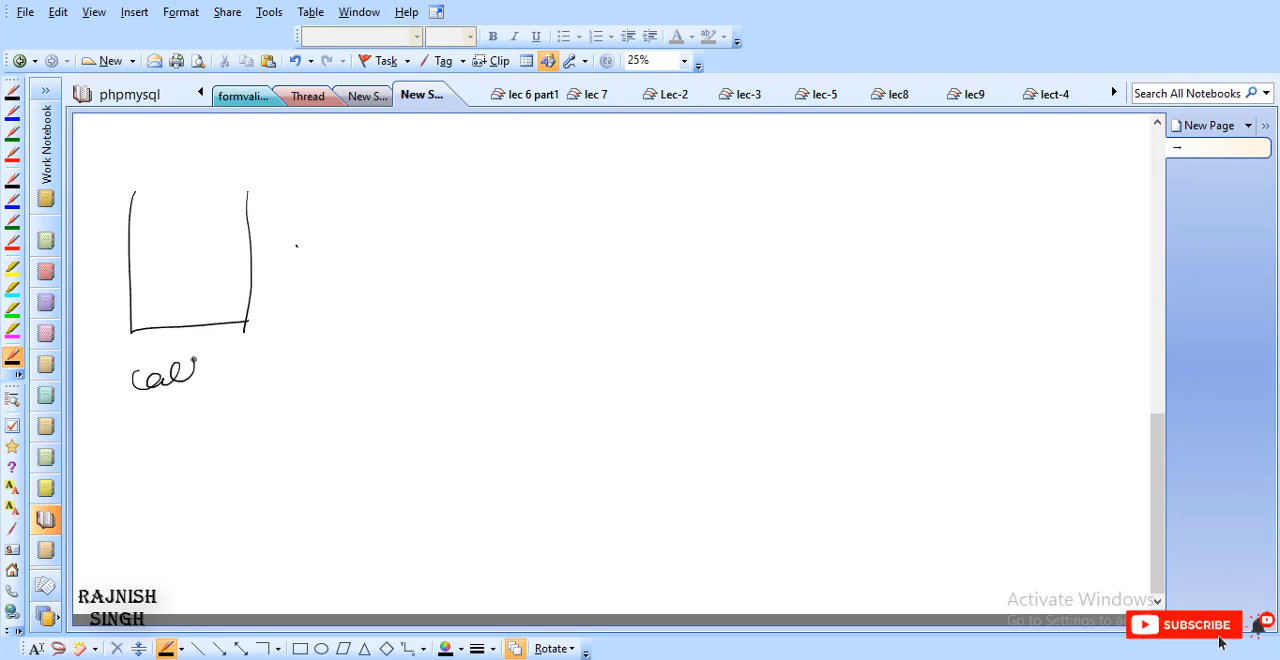 File Edit View Insert Format Share Tools Table Window Help
B I U
New Task Tag Clip 25%
phpmysql formvali... Thread New S... New S... lec 6 part1 lec 7 Lec-2 lec-3 lec-5 lec8 lec9 lect-4 Search All Notebooks
New Page
Work Notebook
cal
RAJNISH
SINGH
Activate Windows
Go to Settings to
SUBSCRIBE
Rotate